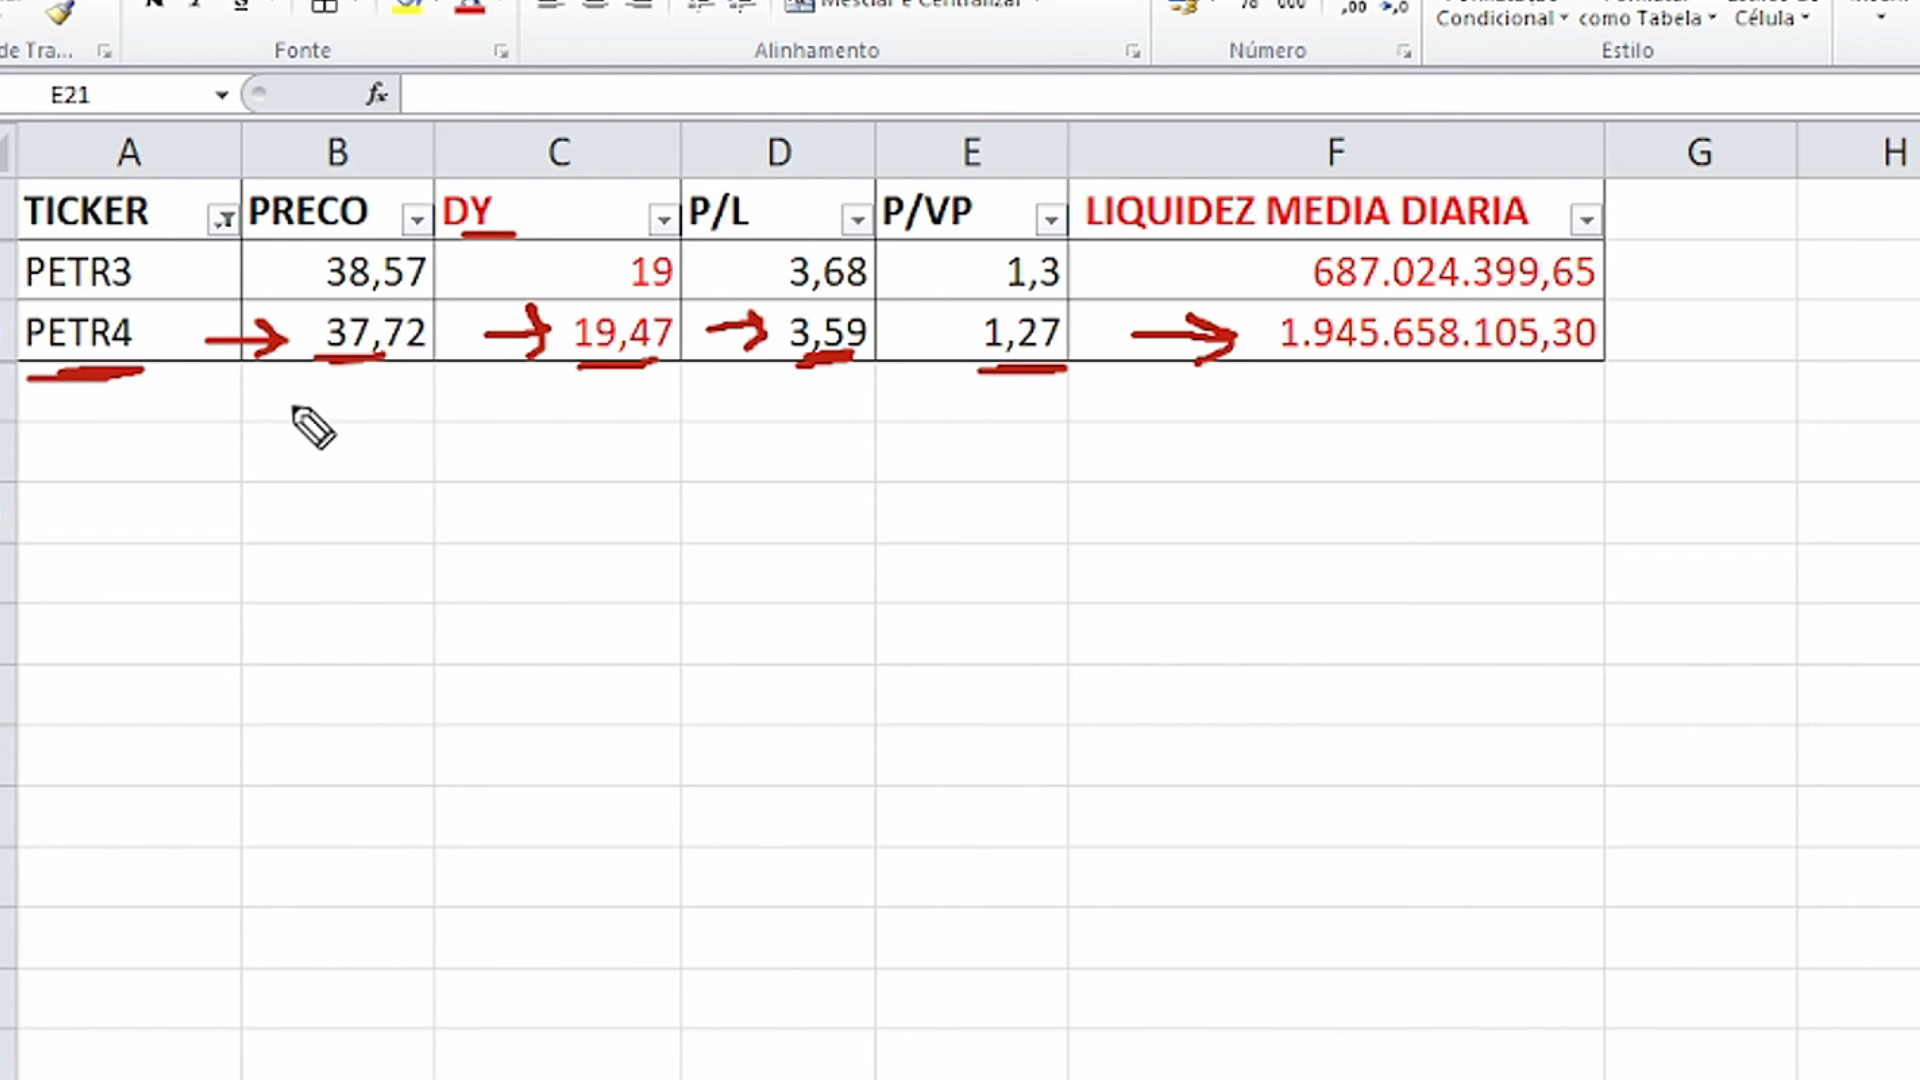 Condicional como Tabela Célula
de Tra... Fonte Alinhamento Número Estilo
E21 fx
A B C D E F G H
TICKER PRECO DY P/L P/VP LIQUIDEZ MEDIA DIARIA
PETR3 38,57 19 3,68 1,3 687.024.399,65
PETR4 37,72 19,47 3,59 1,27 1.945.658.105,30